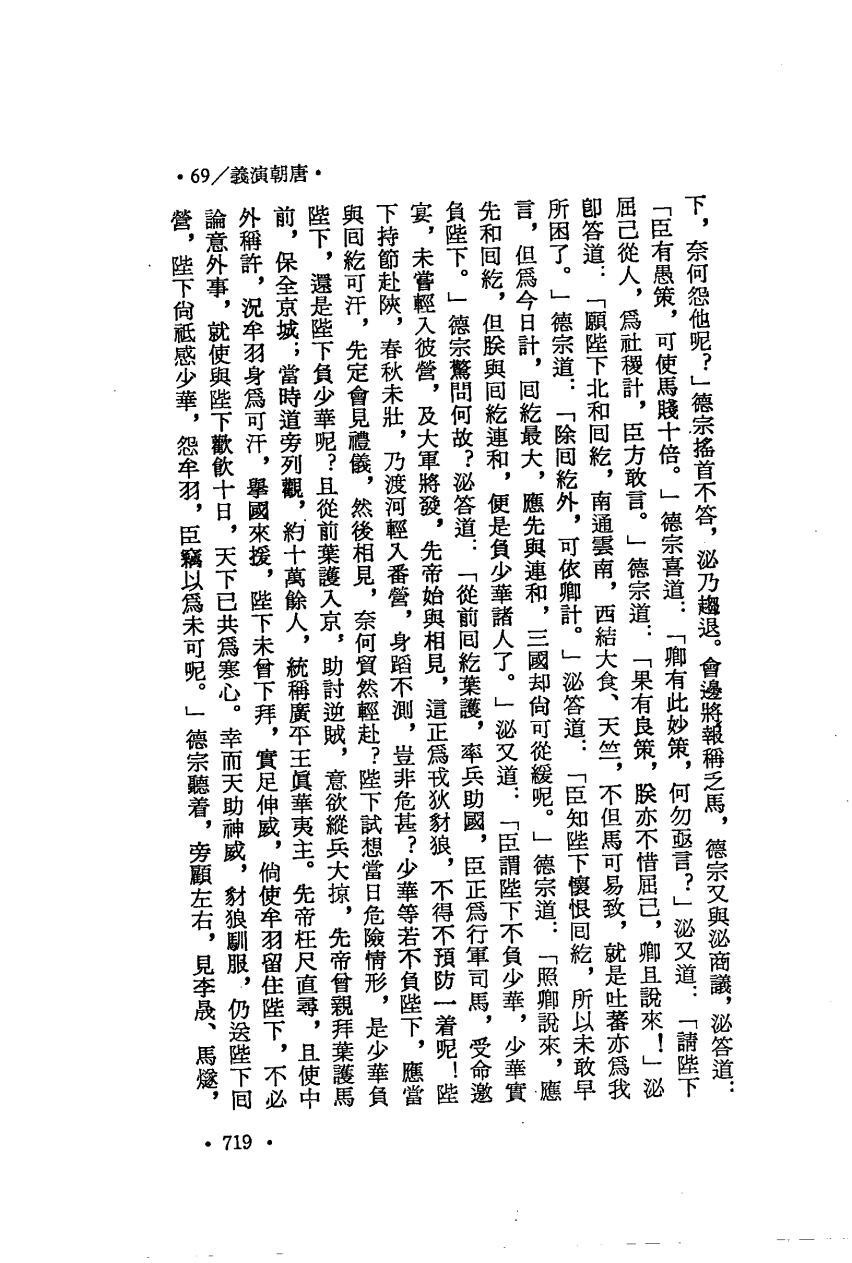 •69／義演朝唐•
下，奈何怨他呢？」德宗搖首不答，泌乃趨退。會邊將報稱乏馬，德宗又與泌商議，泌答道：
「臣有愚策，可使馬賤十倍。」德宗喜道：「卿有此妙策，何勿亟言？」泌又道：「請陛下
屈己從人，爲社稷計，臣方敢言。」德宗道：「果有良策，朕亦不惜屈己，卿且說來！」泌
卽答道：「願陛下北和回紇，南通雲南，西結大食、天竺，不但馬可易致，就是吐蕃亦爲我
所困了。」德宗道：「除回紇外，可依卿計。」泌答道：「臣知陛下懷恨回紇，所以未敢早
言，但爲今日計，回紇最大，應先與連和，三國却尙可從緩呢。」德宗道：「照卿說來，應
先和回紇，但朕與回紇連和，便是負少華諸人了。」泌又道：「臣謂陛下不負少華，少華實
負陛下。」德宗驚問何故？泌答道：「從前回紇葉護，率兵助國，臣正爲行軍司馬，受命邀
宴，未嘗輕入彼營，及大軍將發，先帝始與相見，這正爲戎狄豺狼，不得不預防一着呢！陛
下持節赴陝，春秋未壯，乃渡河輕入番營，身蹈不測，豈非危甚？少華等若不負陛下，應當
與回紇可汗，先定會見禮儀，然後相見，奈何貿然輕赴？陛下試想當日危險情形，是少華負
陛下，還是陛下負少華呢？且從前葉護入京，助討逆賊，意欲縱兵大掠，先帝曾親拜葉護馬
前，保全京城；當時道旁列觀，約十萬餘人，統稱廣平王眞華夷主。先帝枉尺直尋，且使中
外稱許，況牟羽身爲可汗，舉國來援，陛下未曾下拜，實足伸威，倘使牟羽留住陛下，不必
論意外事，就使與陛下歡飲十日，天下已共爲寒心。幸而天助神威，豺狼馴服，仍送陛下回
營，陛下尙祇感少華，怨牟羽，臣竊以爲未可呢。」德宗聽着，旁顧左右，見李晟、馬燧，
•719•